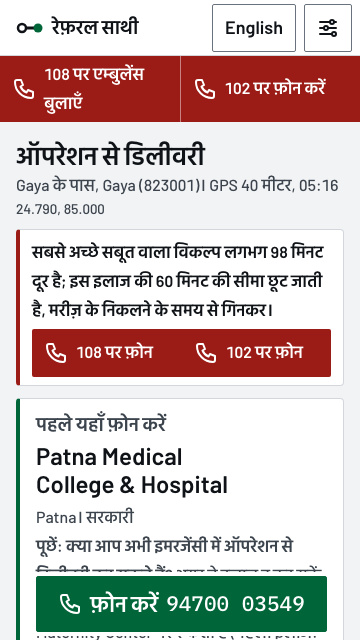 रेफ़रल साथी
English
108 पर एम्बुलेंस
बुलाएँ
102 पर फ़ोन करें
ऑपरेशन से डिलीवरी
Gaya के पास, Gaya (823001)। GPS 40 मीटर, 05:16
24.790, 85.000
सबसे अच्छे सबूत वाला विकल्प लगभग 98 मिनट
दूर है; इस इलाज की 60 मिनट की सीमा छूट जाती
है, मरीज़ के निकलने के समय से गिनकर।
108 पर फ़ोन
102 पर फ़ोन
पहले यहाँ फ़ोन करें
Patna Medical
College & Hospital
Patna। सरकारी
पूछें: क्या आप अभी इमरजेंसी में ऑपरेशन से
फ़ोन करें 94700 03549